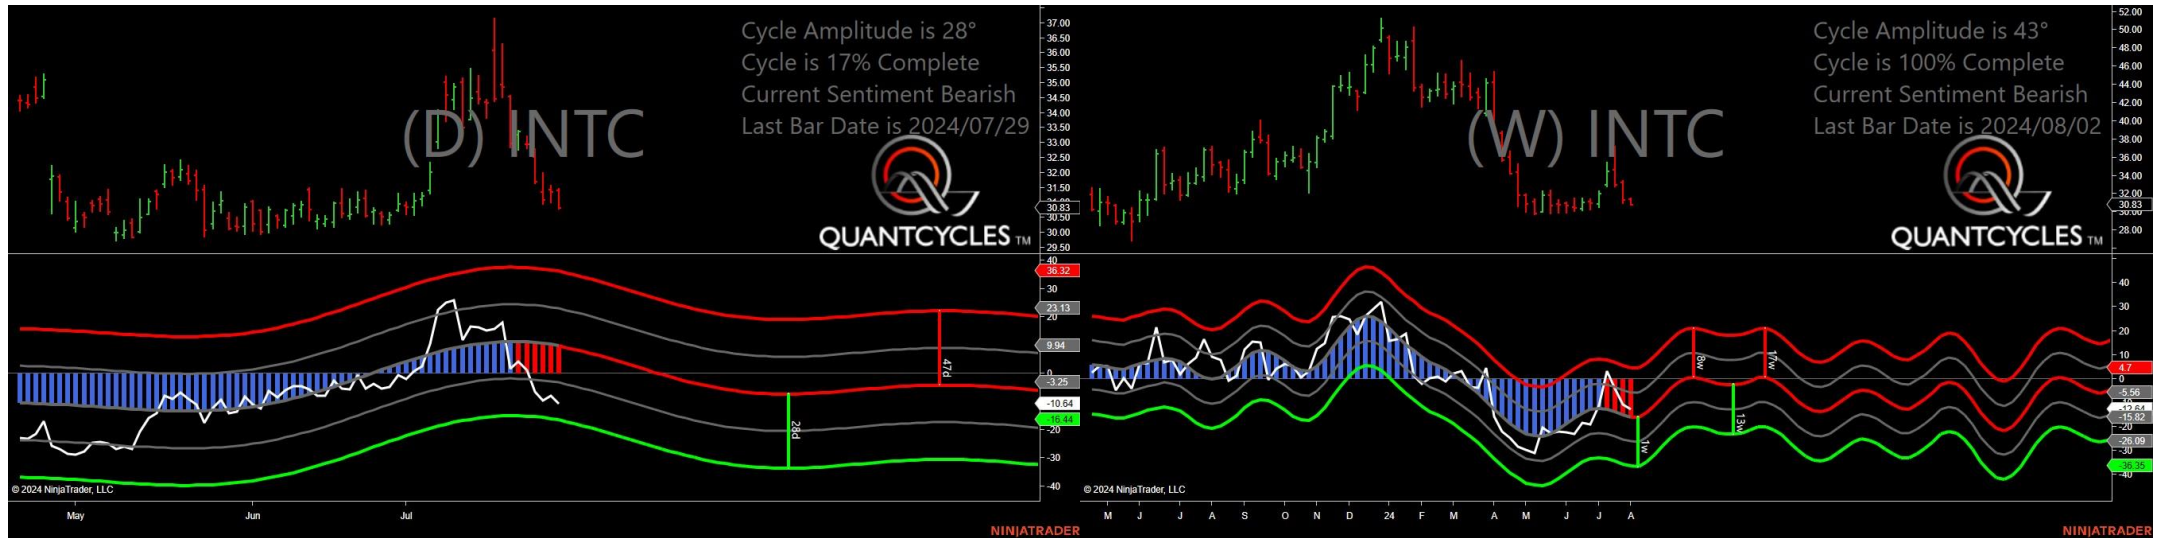 Cycle Amplitude is 28°
Cycle is 17% Complete
Current Sentiment Bearish
Last Bar Date is 2024/07/29
(D) INTC
QUANTCYCLES TM
37.00
36.50
36.00
35.50
35.00
34.50
34.00
33.50
33.00
32.50
32.00
31.50
30.83
30.50
30.00
29.50
40
36.32
30
23.13
20
9.94
0
-3.25
-10.64
-16.44
-20
-30
-40
47d
28d
© 2024 NinjaTrader, LLC
May Jun Jul
NINJATRADER
Cycle Amplitude is 43°
Cycle is 100% Complete
Current Sentiment Bearish
Last Bar Date is 2024/08/02
(W) INTC
QUANTCYCLES TM
52.00
50.00
48.00
46.00
44.00
42.00
40.00
38.00
36.00
34.00
32.00
30.83
30.00
28.00
40
30
20
10
4.7
0
-5.56
-12.64
-15.82
-20
-26.09
-36.35
-40
8w
17w
13w
1w
© 2024 NinjaTrader, LLC
M J J A S O N D 24 F M A M J J A
NINJATRADER